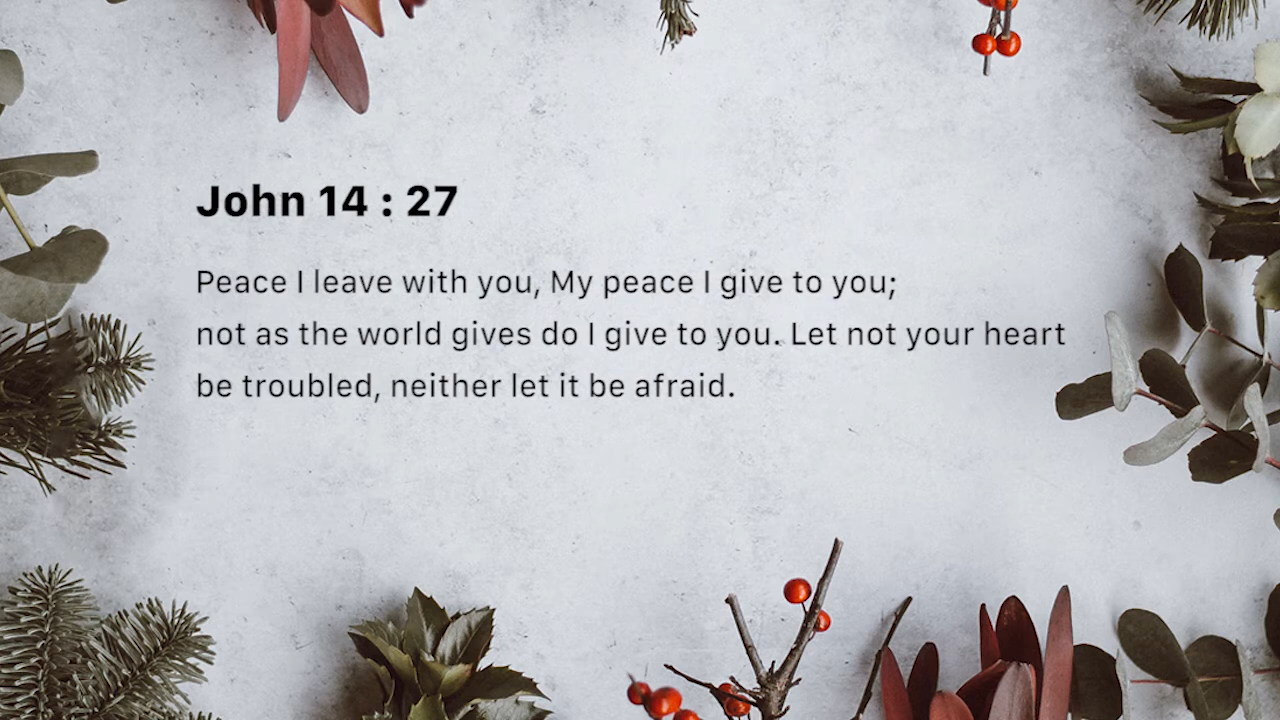 John 14 : 27
Peace I leave with you, My peace I give to you;
not as the world gives do I give to you. Let not your heart
be troubled, neither let it be afraid.